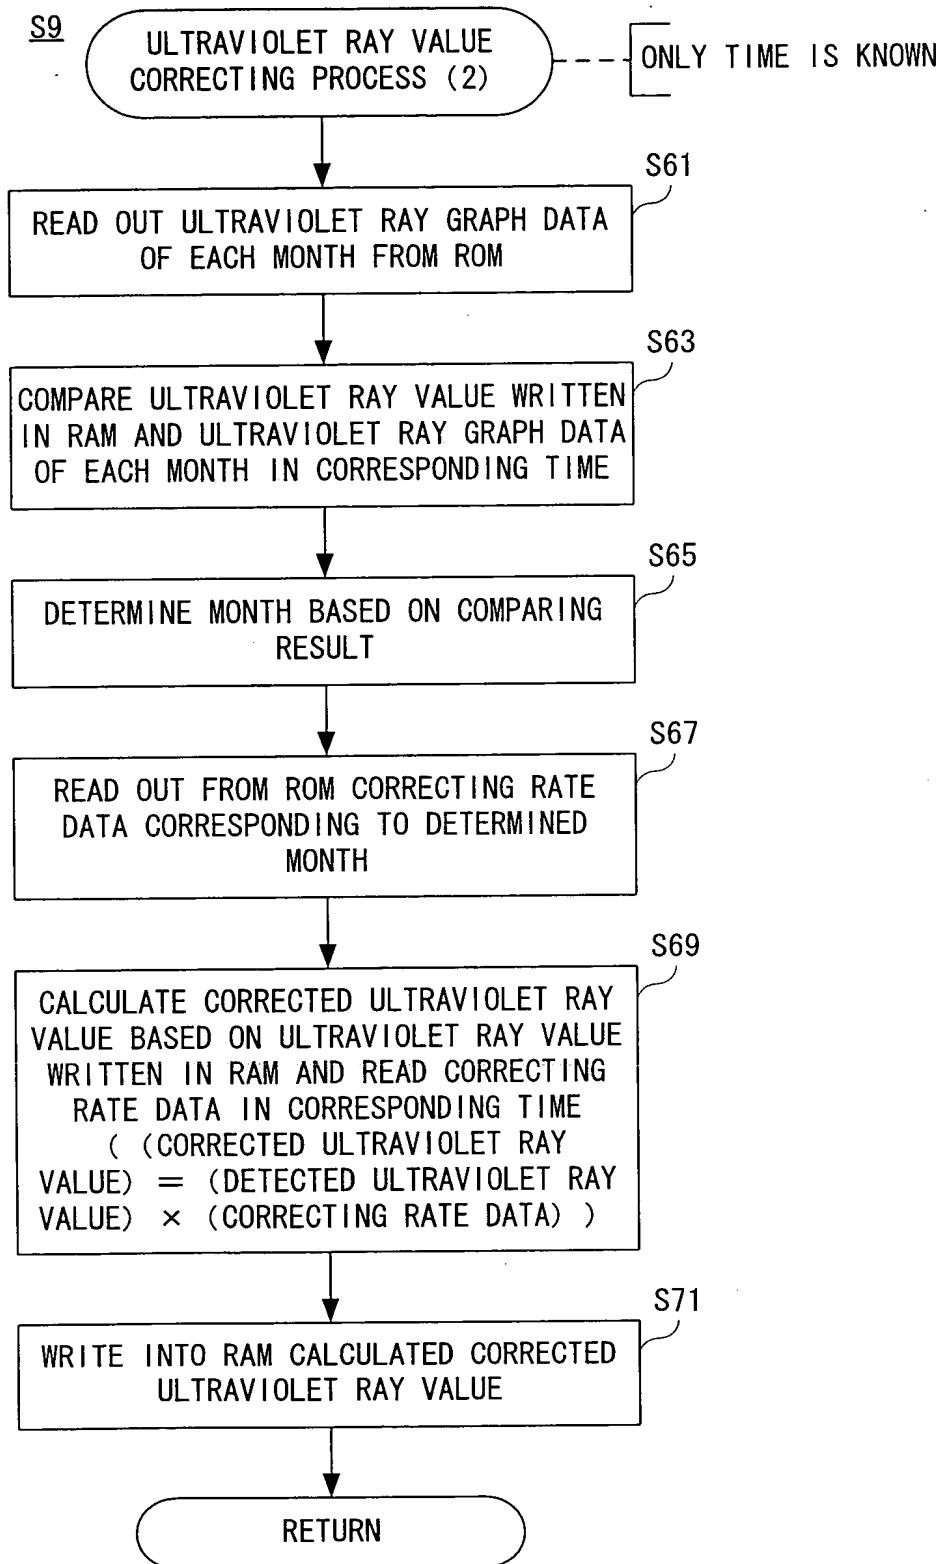 S9
ULTRAVIOLET RAY VALUE
CORRECTING PROCESS (2)
ONLY TIME IS KNOWN
S61
READ OUT ULTRAVIOLET RAY GRAPH DATA
OF EACH MONTH FROM ROM
S63
COMPARE ULTRAVIOLET RAY VALUE WRITTEN
IN RAM AND ULTRAVIOLET RAY GRAPH DATA
OF EACH MONTH IN CORRESPONDING TIME
S65
DETERMINE MONTH BASED ON COMPARING
RESULT
S67
READ OUT FROM ROM CORRECTING RATE
DATA CORRESPONDING TO DETERMINED
MONTH
S69
CALCULATE CORRECTED ULTRAVIOLET RAY
VALUE BASED ON ULTRAVIOLET RAY VALUE
WRITTEN IN RAM AND READ CORRECTING
RATE DATA IN CORRESPONDING TIME
( (CORRECTED ULTRAVIOLET RAY
VALUE) = (DETECTED ULTRAVIOLET RAY
VALUE) × (CORRECTING RATE DATA) )
S71
WRITE INTO RAM CALCULATED CORRECTED
ULTRAVIOLET RAY VALUE
RETURN